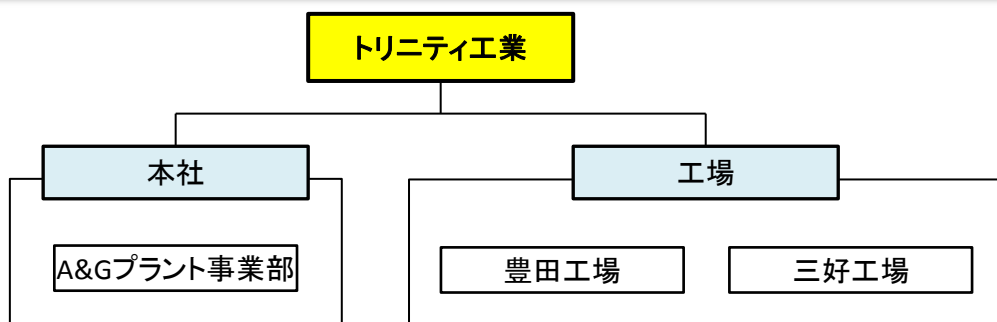 トリニティ工業
本社
工場
A&Gプラント事業部
豊田工場
三好工場